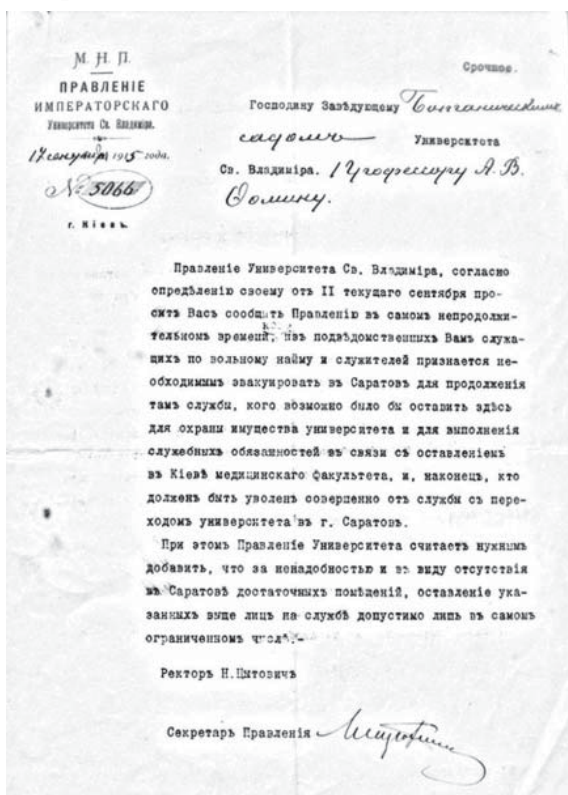 М. Н. П.
ПРАВЛЕНІЕ
ИМПЕРАТОРСКАГО
Университета Св. Владиміра.
17 сентября 1915 года.
№ 5066
г. Кіевъ.
Срочное.
Господину Завѣдующему Ботаническимъ
садомъ Университета
Св. Владиміра. Профессору А. В.
Фомину.
Правленіе Университета Св. Владиміра, согласно
опредѣленію своему отъ II текущаго сентября про-
ситъ Васъ сообщить Правленію въ самомъ непродолжи-
тельномъ времени, кто изъ подвѣдомственныхъ Вамъ служа-
щихъ по вольному найму и служителей признается не-
обходимымъ эвакуировать въ Саратовъ для продолженія
тамъ службы, кого возможно было бы оставить здѣсь
для охраны имущества университета и для выполненія
служебныхъ обязанностей въ связи съ оставленіемъ
въ Кіевѣ медицинскаго факультета, и, наконецъ, кто
долженъ быть уволенъ совершенно отъ службы съ пере-
ходомъ университета въ г. Саратовъ.
При этомъ Правленіе Университета считаетъ нужнымъ
добавить, что за ненадобностью и въ виду отсутствія
въ Саратовѣ достаточныхъ помѣщеній, оставленіе ука-
занныхъ выше лицъ на службѣ допустимо лишь въ самомъ
ограниченномъ числѣ.-
Ректоръ Н.Цытовичъ
Секретарь Правленія